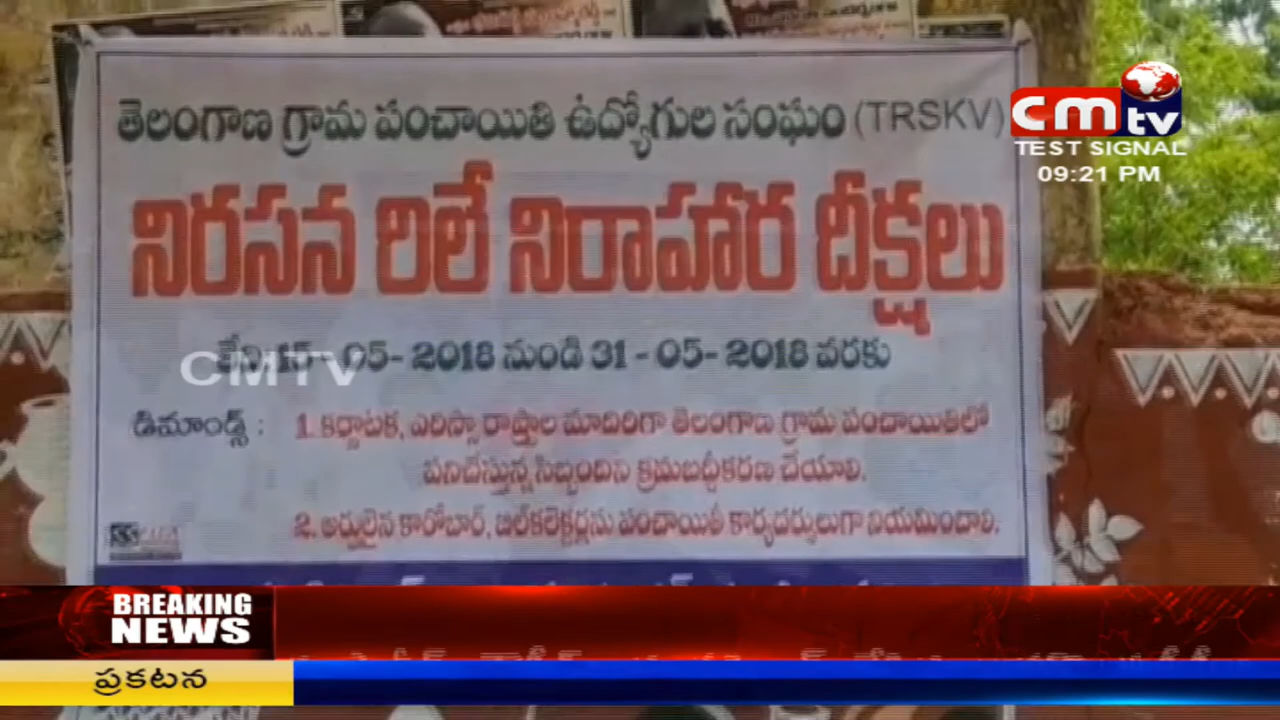 తెలంగాణ గ్రామ పంచాయితి ఉద్యోగుల సంఘం (TRSKV)
నిరసన రిలే నిరాహార దీక్షలు
తేది:15-05-2018 నుండి 31-05-2018 వరకు
డిమాండ్స్ : 1. కర్ణాటక, ఎరిస్సా రాష్ట్రాల మాదిరిగా తెలంగాణ గ్రామ పంచాయితిలో
పనిచేస్తున్న సిబ్బందిని క్రమబద్దీకరణ చేయాలి.
2. అర్హులైన కారోబార్, బిల్‌కలెక్టర్లను పంచాయితీ కార్యదర్శులుగా నియమించాలి.
CMTV
cm tv
TEST SIGNAL
09:21 PM
BREAKING
NEWS
ప్రకటన